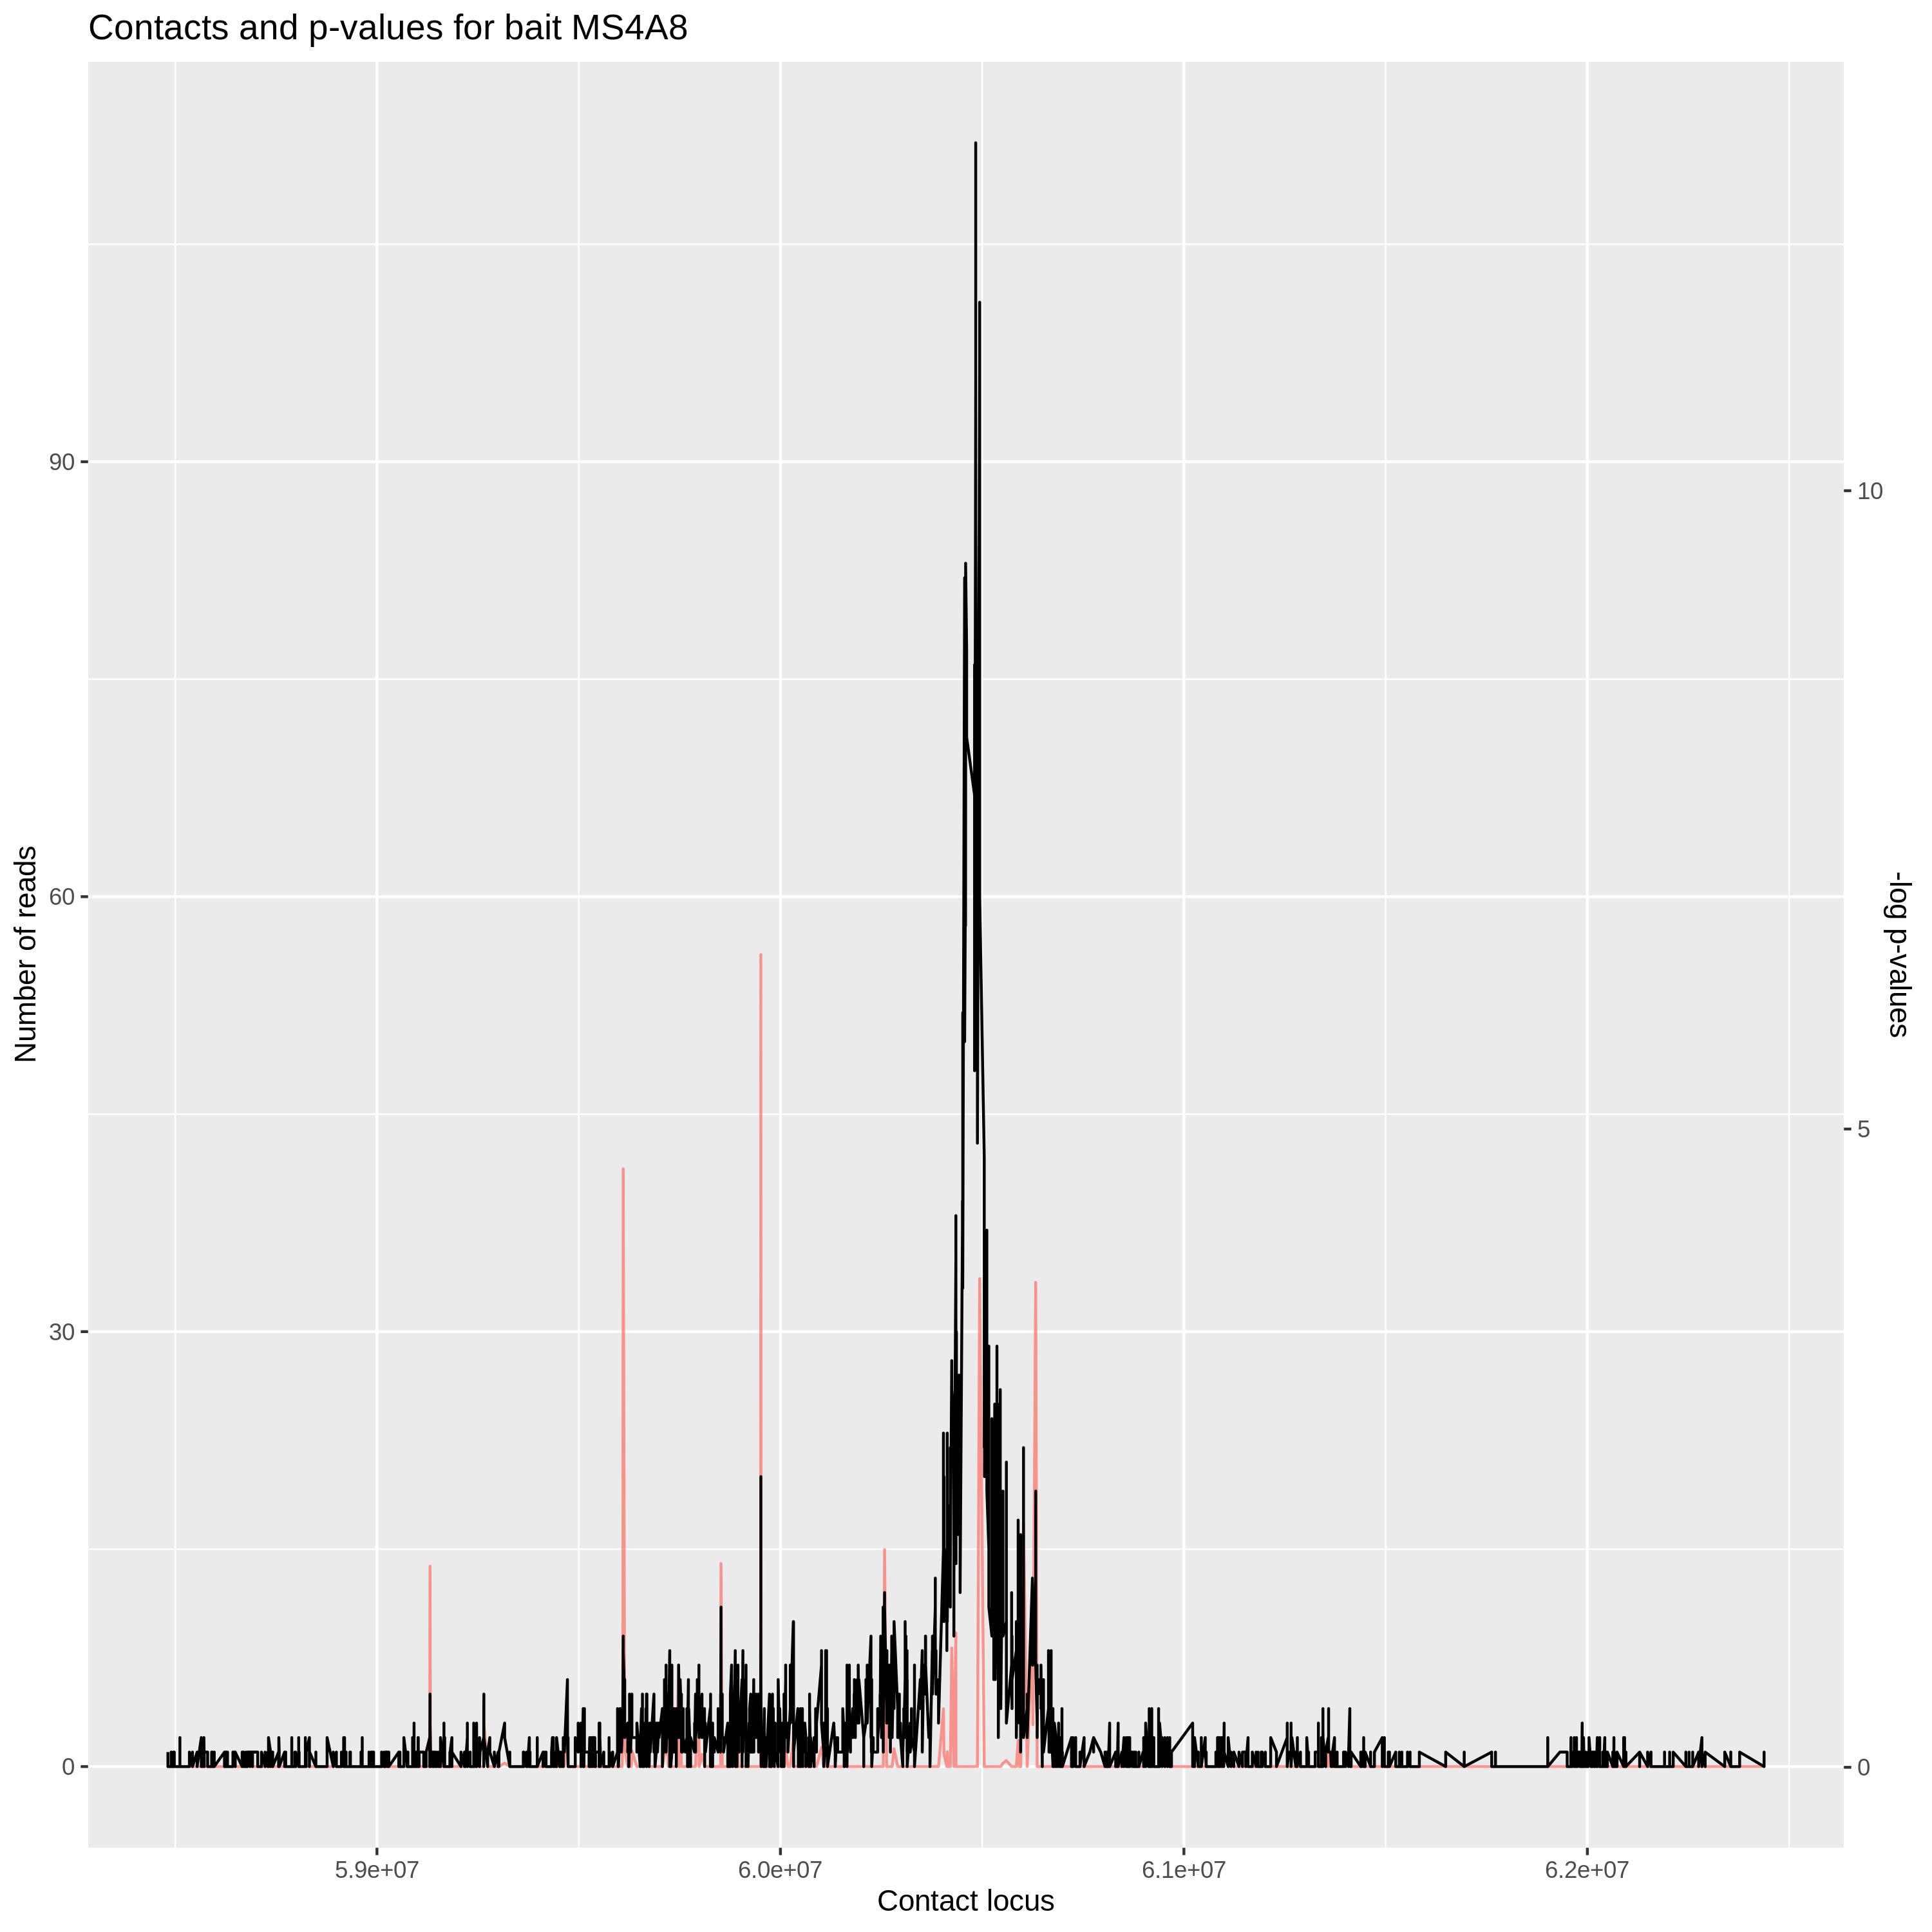 Contacts and p-values for bait MS4A8
Number of reads
90
60
30
0
10
5
0
-log p-values
5.9e+07 6.0e+07 6.1e+07 6.2e+07
Contact locus